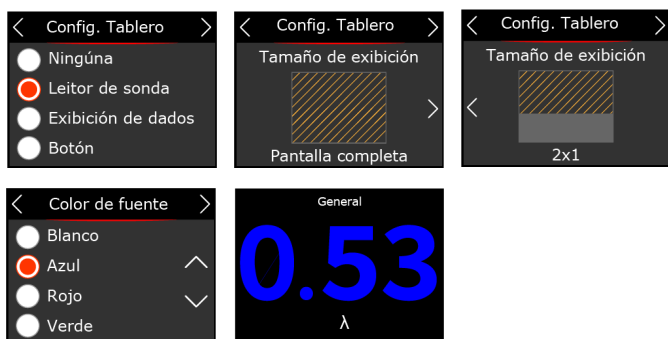 Config. Tablero
Ningúna
Leitor de sonda
Exibición de dados
Botón
Config. Tablero
Tamaño de exibición
Pantalla completa
Config. Tablero
Tamaño de exibición
2x1
Color de fuente
Blanco
Azul
Rojo
Verde
General
0.53
λ